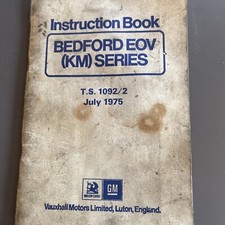 Instruction Book
BEDFORD EOV
(KM) SERIES
T.S. 1092/2
July 1975
GM
Vauxhall Motors Limited, Luton, England.